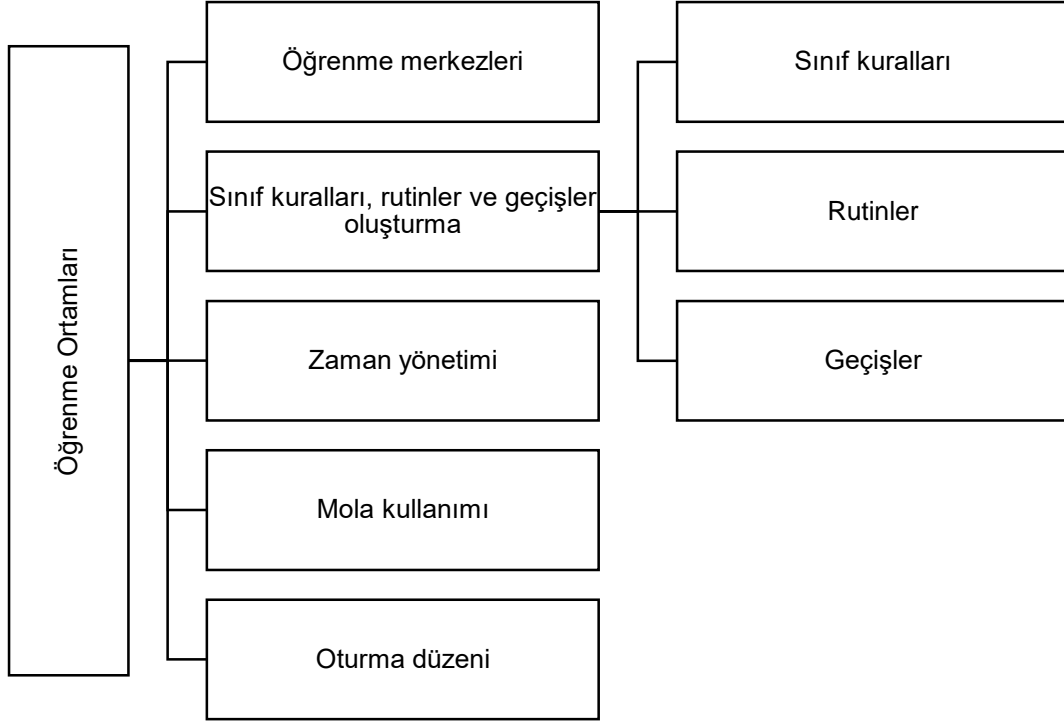 Öğrenme Ortamları
Öğrenme merkezleri
Sınıf kuralları, rutinler ve geçişler
oluşturma
Sınıf kuralları
Rutinler
Geçişler
Zaman yönetimi
Mola kullanımı
Oturma düzeni